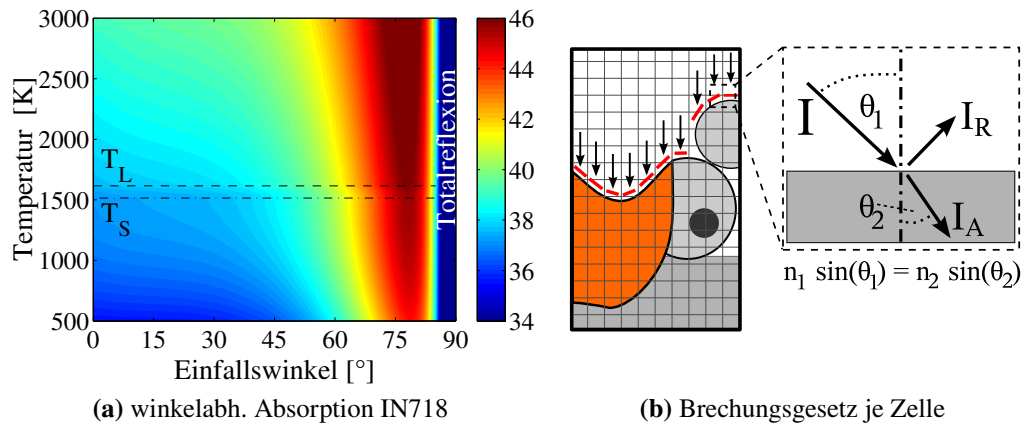 3000
2500
2000
1500
1000
500
Temperatur [K]
T_L
T_S
Totalreflexion
0
15
30
45
60
75
90
Einfallswinkel [°]
46
44
42
40
38
36
34
(a) winkelabh. Absorption IN718
I
θ₁
I_R
θ₂
I_A
n₁ sin(θ₁) = n₂ sin(θ₂)
(b) Brechungsgesetz je Zelle